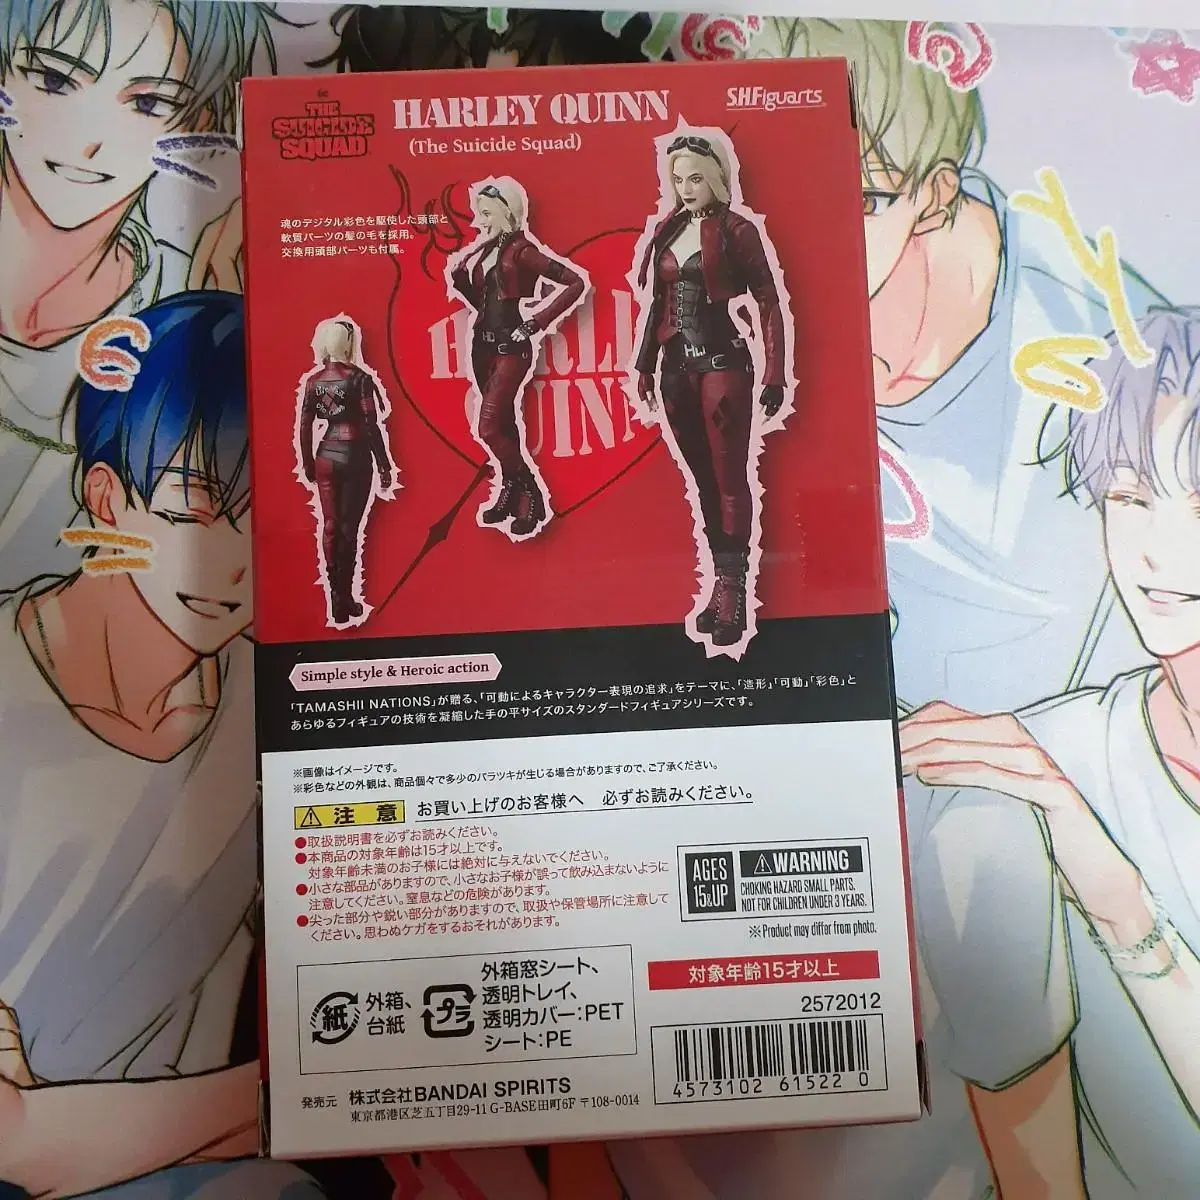 DC
THE
SUICIDE
SQUAD
HARLEY QUINN
(The Suicide Squad)
S.H.Figuarts
魂のデジタル彩色を駆使した頭部と
軟質パーツの髪の毛を採用。
交換用頭部パーツも付属。
HARLEY
QUINN
Simple style & Heroic action
「TAMASHII NATIONS」が贈る、「可動によるキャラクター表現の追求」をテーマに、「造形」「可動」「彩色」と
あらゆるフィギュアの技術を凝縮した手の平サイズのスタンダードフィギュアシリーズです。
※画像はイメージです。
※彩色などの外観は、商品個々で多少のバラツキが生じる場合がありますので、ご了承ください。
注意 お買い上げのお客様へ 必ずお読みください。
●取扱説明書を必ずお読みください。
●本商品の対象年齢は15才以上です。
対象年齢未満のお子様には絶対に与えないでください。
●小さな部品がありますので、小さなお子様が誤って飲み込まないように
注意してください。窒息などの危険があります。
●尖った部分や鋭い部分がありますので、取扱や保管場所に注意して
ください。思わぬケガをするおそれがあります。
AGES
15&UP
WARNING
CHOKING HAZARD SMALL PARTS.
NOT FOR CHILDREN UNDER 3 YEARS.
※Product may differ from photo.
紙
外箱、
台紙
プラ
外箱窓シート、
透明トレイ、
透明カバー:PET
シート:PE
対象年齢15才以上
2572012
4573102 61522 0
発売元 株式会社BANDAI SPIRITS
東京都港区芝五丁目29-11 G-BASE田町6F 〒108-0014